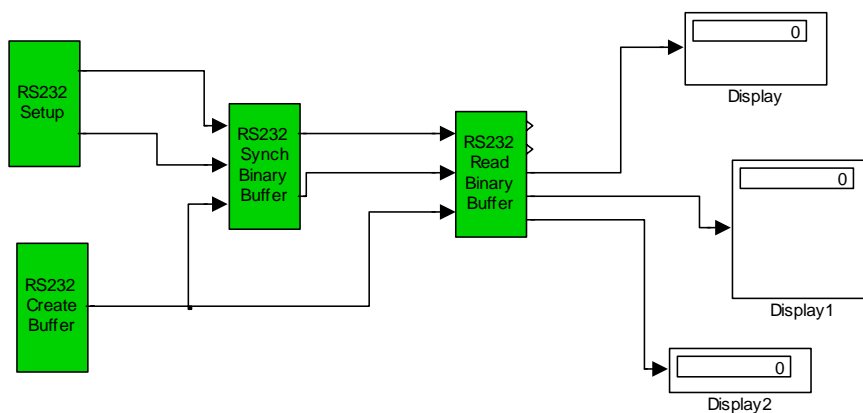 0
Display
RS232
Setup
RS232
Synch
Binary
Buffer
RS232
Read
Binary
Buffer
0
Display1
RS232
Create
Buffer
0
Display2